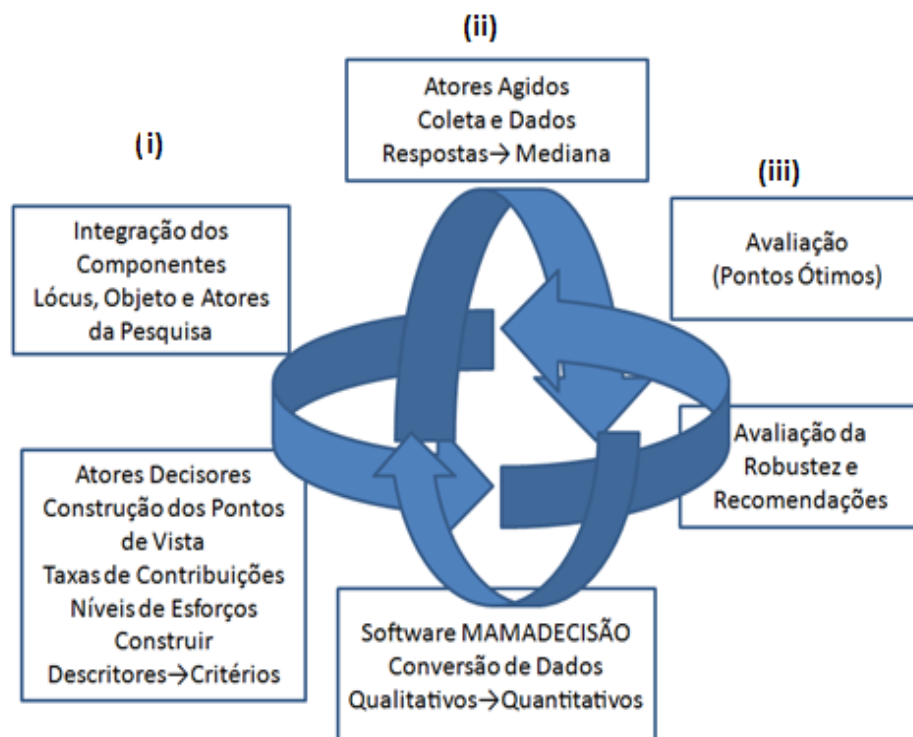 (i)
Integração dos
Componentes
Lócus, Objeto e Atores
da Pesquisa
Atores Decisores
Construção dos Pontos
de Vista
Taxas de Contribuições
Níveis de Esforços
Construir
Descritores→Critérios
(ii)
Atores Agidos
Coleta e Dados
Respostas→ Mediana
Software MAMADECISÃO
Conversão de Dados
Qualitativos→Quantitativos
(iii)
Avaliação
(Pontos Ótimos)
Avaliação da
Robustez e
Recomendações